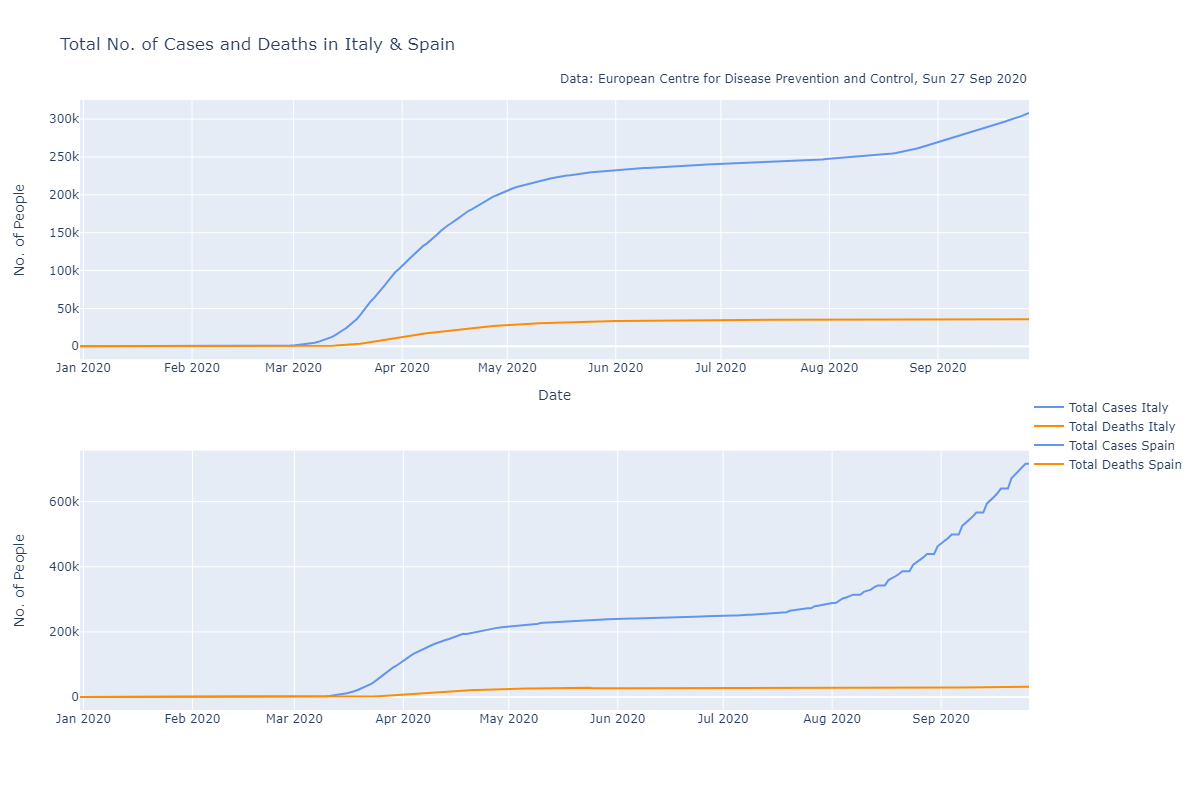 Total No. of Cases and Deaths in Italy & Spain
Data: European Centre for Disease Prevention and Control, Sun 27 Sep 2020
No. of People
300k
250k
200k
150k
100k
50k
0
Jan 2020 Feb 2020 Mar 2020 Apr 2020 May 2020 Jun 2020 Jul 2020 Aug 2020 Sep 2020
Date
Total Cases Italy
Total Deaths Italy
Total Cases Spain
Total Deaths Spain
No. of People
600k
400k
200k
0
Jan 2020 Feb 2020 Mar 2020 Apr 2020 May 2020 Jun 2020 Jul 2020 Aug 2020 Sep 2020